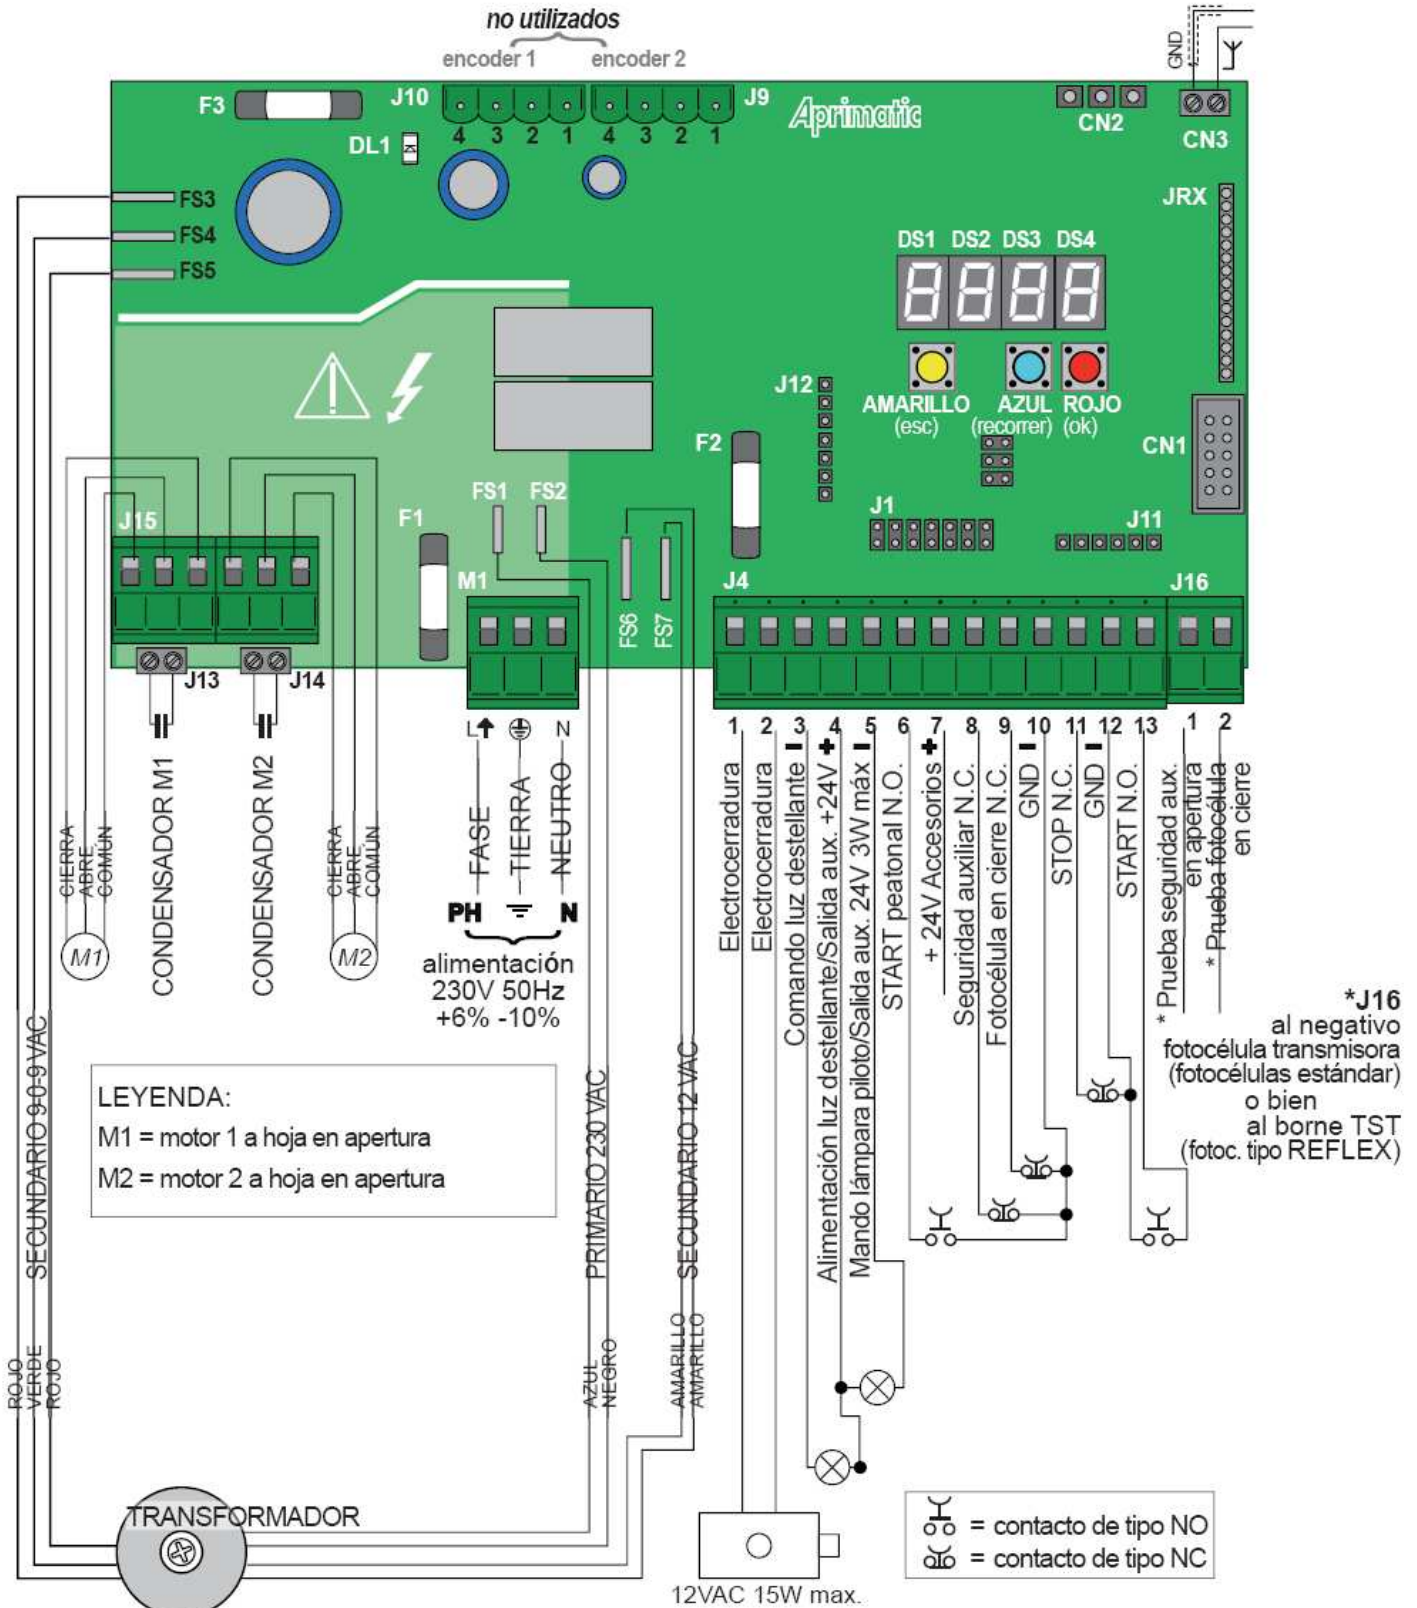 no utilizados
encoder 1 encoder 2
GND
F3
J10
4 3 2 1
4 3 2 1
J9
Aprimatic
CN2
CN3
DL1
JRX
FS3
FS4
FS5
DS1 DS2 DS3 DS4
J12
AMARILLO
(esc)
AZUL
(recorrer)
ROJO
(ok)
F2
CN1
FS1 FS2
F1
J15
J1
J11
M1
J4
J16
FS6
FS7
J13
J14
L N
1 2 3 4 5 6 7 8 9 10 11 12 13 1 2
CIERRA
ABRE
COMÚN
M1
CONDENSADOR M1
CONDENSADOR M2
CIERRA
ABRE
COMÚN
M2
FASE
TIERRA
NEUTRO
PH N
alimentación
230V 50Hz
+6% -10%
Electrocerradura
Electrocerradura
Comando luz destellante -
Alimentación luz destellante/Salida aux. +24V +
Mando lámpara piloto/Salida aux. 24V 3W máx -
START peatonal N.O.
+ 24V Accesorios +
Seguridad auxiliar N.C.
Fotocélula en cierre N.C.
GND -
STOP N.C.
GND -
START N.O.
* Prueba seguridad aux.
en apertura
* Prueba fotocélula
en cierre
*J16
al negativo
fotocélula transmisora
(fotocélulas estándar)
o bien
al borne TST
(fotoc. tipo REFLEX)
LEYENDA:
M1 = motor 1 a hoja en apertura
M2 = motor 2 a hoja en apertura
SECUNDARIO 9-0-9 VAC
PRIMARIO 230 VAC
SECUNDARIO 12 VAC
ROJO
VERDE
ROJO
AZUL
NEGRO
AMARILLO
AMARILLO
TRANSFORMADOR
12VAC 15W max.
= contacto de tipo NO
= contacto de tipo NC